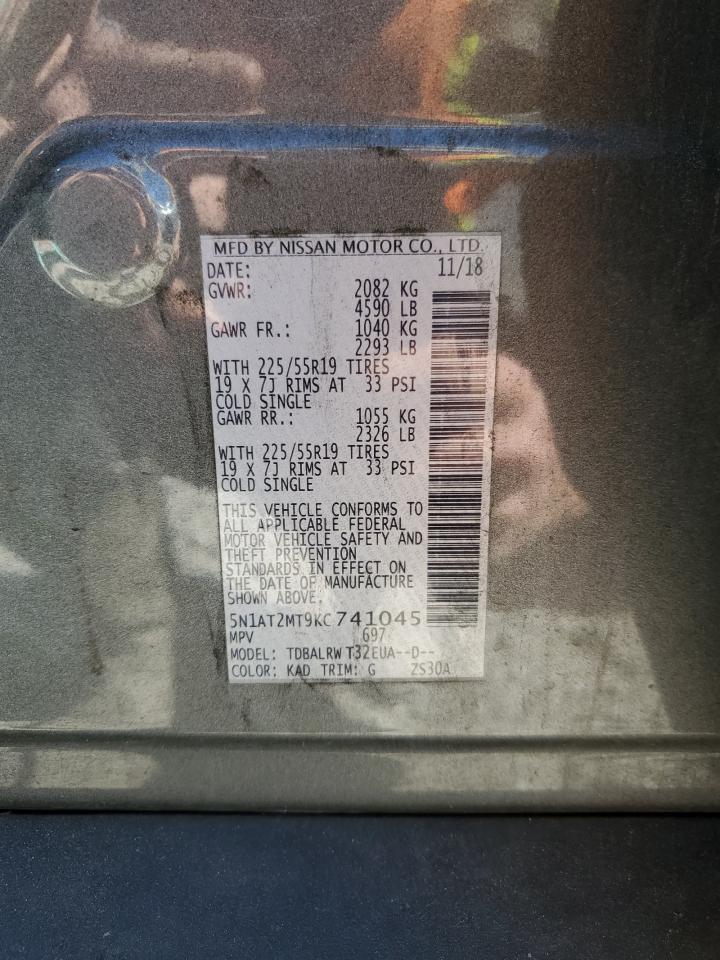 MFD BY NISSAN MOTOR CO., LTD.
DATE: 11/18
GVWR: 2082 KG
4590 LB
GAWR FR.: 1040 KG
2293 LB
WITH 225/55R19 TIRES
19 X 7J RIMS AT 33 PSI
COLD SINGLE
GAWR RR.: 1055 KG
2326 LB
WITH 225/55R19 TIRES
19 X 7J RIMS AT 33 PSI
COLD SINGLE
THIS VEHICLE CONFORMS TO
ALL APPLICABLE FEDERAL
MOTOR VEHICLE SAFETY AND
THEFT PREVENTION
STANDARDS IN EFFECT ON
THE DATE OF MANUFACTURE
SHOWN ABOVE.
5N1AT2MT9KC741045
MPV 697
MODEL: TDBALRW T32EUA--D--
COLOR: KAD TRIM: G ZS30A